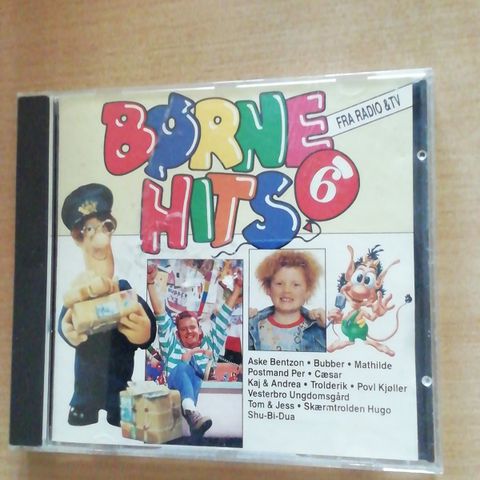 BØRNE
HITS 6
FRA RADIO & TV
Aske Bentzon • Bubber • Mathilde
Postmand Per • Cæsar
Kaj & Andrea • Trolderik • Povl Kjøller
Vesterbro Ungdomsgård
Tom & Jess • Skærmtrolden Hugo
Shu-Bi-Dua